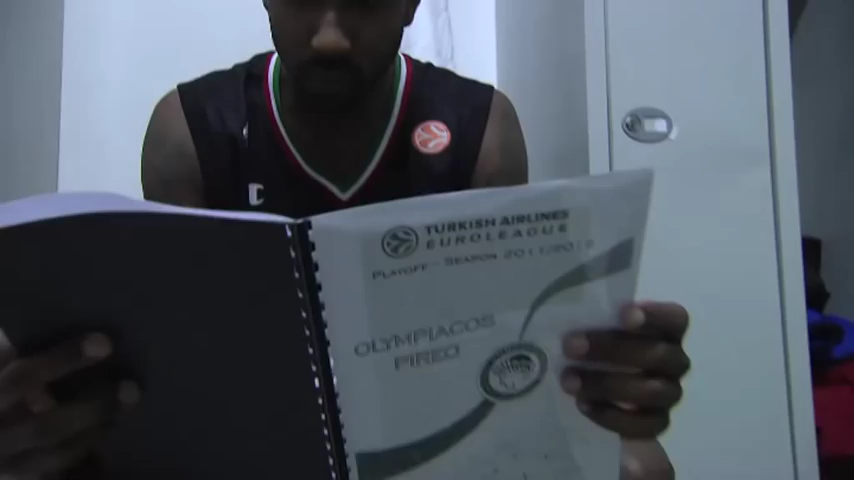 TURKISH AIRLINES
EUROLEAGUE
PLAYOFF - SEASON 2011/2012
OLYMPIACOS
PIREO